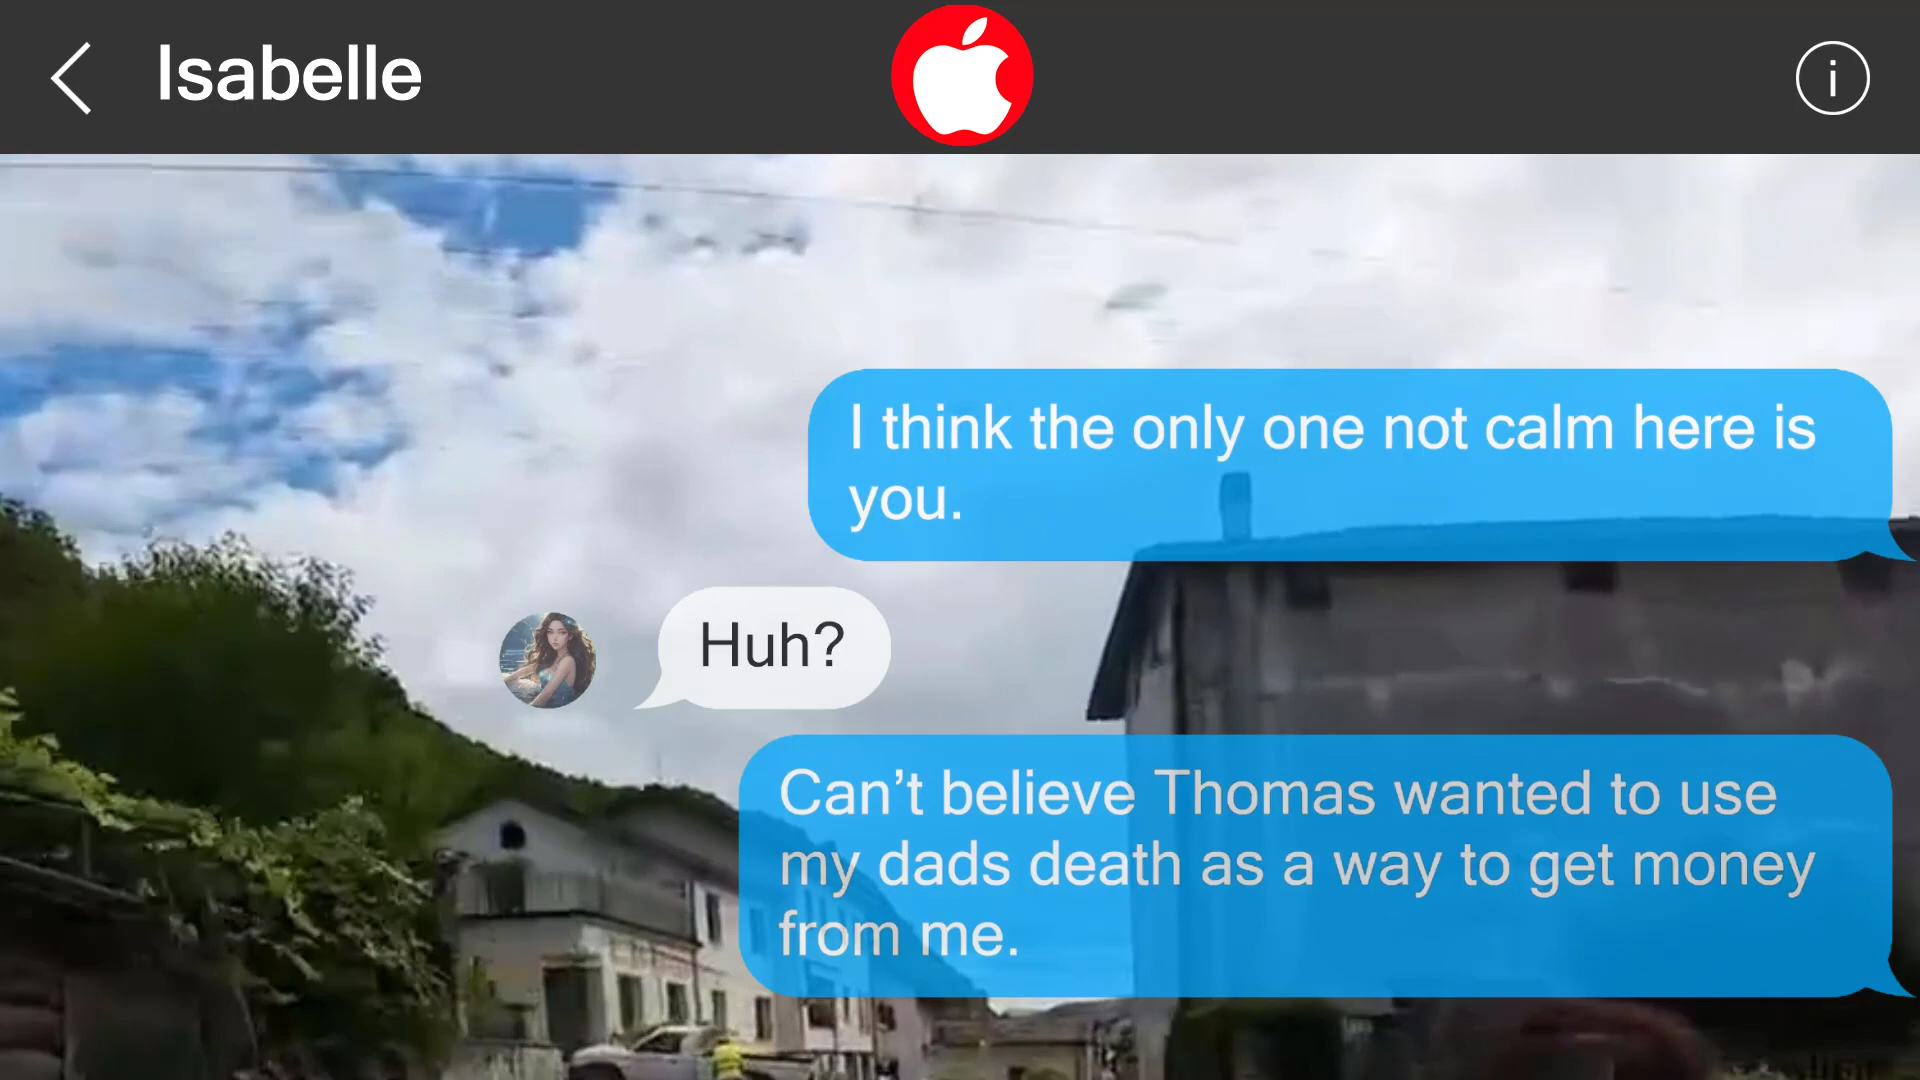 Isabelle
I think the only one not calm here is
you.
Huh?
Can’t believe Thomas wanted to use
my dads death as a way to get money
from me.